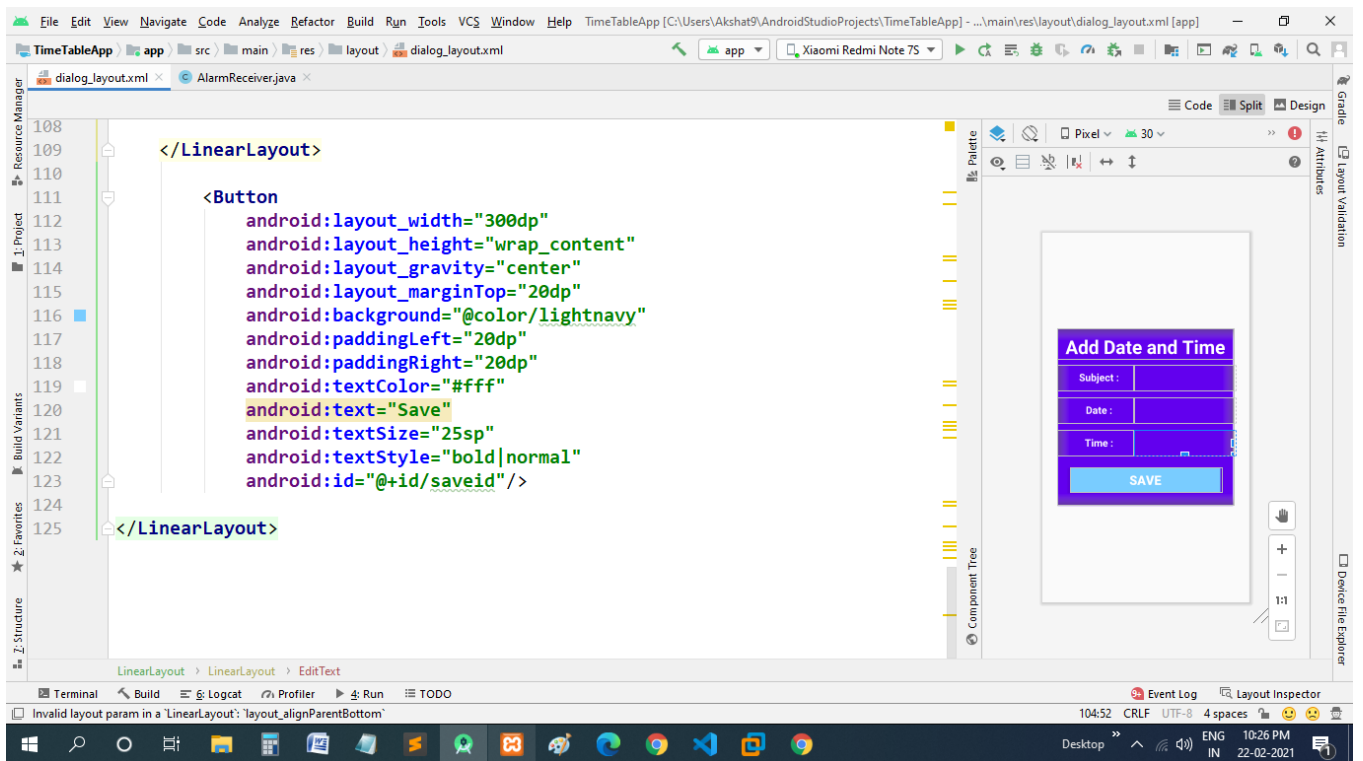 File Edit View Navigate Code Analyze Refactor Build Run Tools VCS Window Help TimeTableApp [C:\Users\Akshat9\AndroidStudioProjects\TimeTableApp] - ...\main\res\layout\dialog_layout.xml [app]
TimeTableApp app src main res layout dialog_layout.xml app Xiaomi Redmi Note 7S
dialog_layout.xml AlarmReceiver.java
Code Split Design
Resource Manager
1: Project
Build Variants
2: Favorites
7: Structure
108
109 </LinearLayout>
110
111 <Button
112 android:layout_width="300dp"
113 android:layout_height="wrap_content"
114 android:layout_gravity="center"
115 android:layout_marginTop="20dp"
116 android:background="@color/lightnavy"
117 android:paddingLeft="20dp"
118 android:paddingRight="20dp"
119 android:textColor="#fff"
120 android:text="Save"
121 android:textSize="25sp"
122 android:textStyle="bold|normal"
123 android:id="@+id/saveid"/>
124
125 </LinearLayout>
LinearLayout > LinearLayout > EditText
Palette
Component Tree
Pixel 30 >>
Add Date and Time
Subject :
Date :
Time :
SAVE
1:1
Attributes
Gradle
Layout Validation
Device File Explorer
Terminal Build 6: Logcat Profiler 4: Run TODO Event Log Layout Inspector
Invalid layout param in a `LinearLayout`: `layout_alignParentBottom` 104:52 CRLF UTF-8 4 spaces
Desktop >> ENG 10:26 PM
IN 22-02-2021